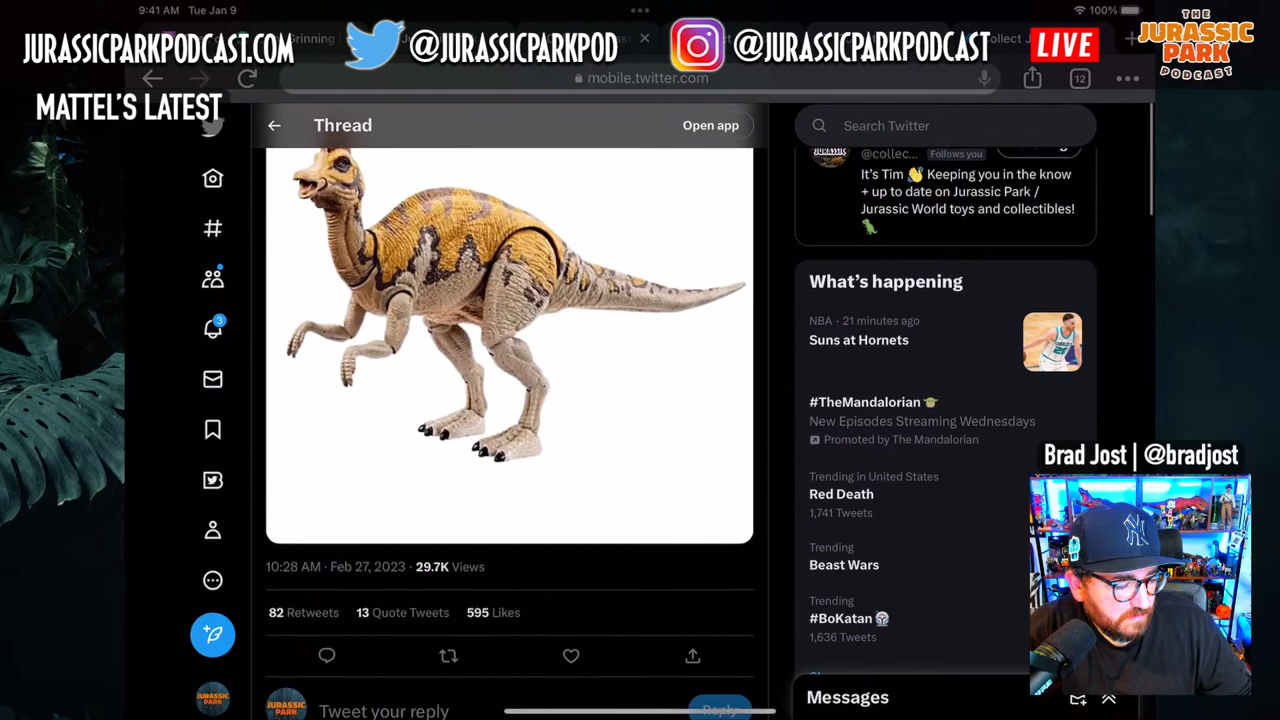 9:41 AM Tue Jan 9
100%
JURASSICPARKPODCAST.COM
@JURASSICPARKPOD
@JURASSICPARKPODCAST
LIVE
THE
JURASSIC
PARK
PODCAST
mobile.twitter.com
12
MATTEL'S LATEST
Thread
Open app
Search Twitter
@collec...
Follows you
It's Tim 👋 Keeping you in the know
+ up to date on Jurassic Park /
Jurassic World toys and collectibles!
🦖
What's happening
NBA · 21 minutes ago
Suns at Hornets
3
#TheMandalorian
New Episodes Streaming Wednesdays
Promoted by The Mandalorian
Trending in United States
Red Death
1,741 Tweets
Trending
Beast Wars
Trending
#BoKatan
1,636 Tweets
Brad Jost | @bradjost
10:28 AM · Feb 27, 2023 · 29.7K Views
82 Retweets 13 Quote Tweets 595 Likes
Messages
Tweet your reply
Reply